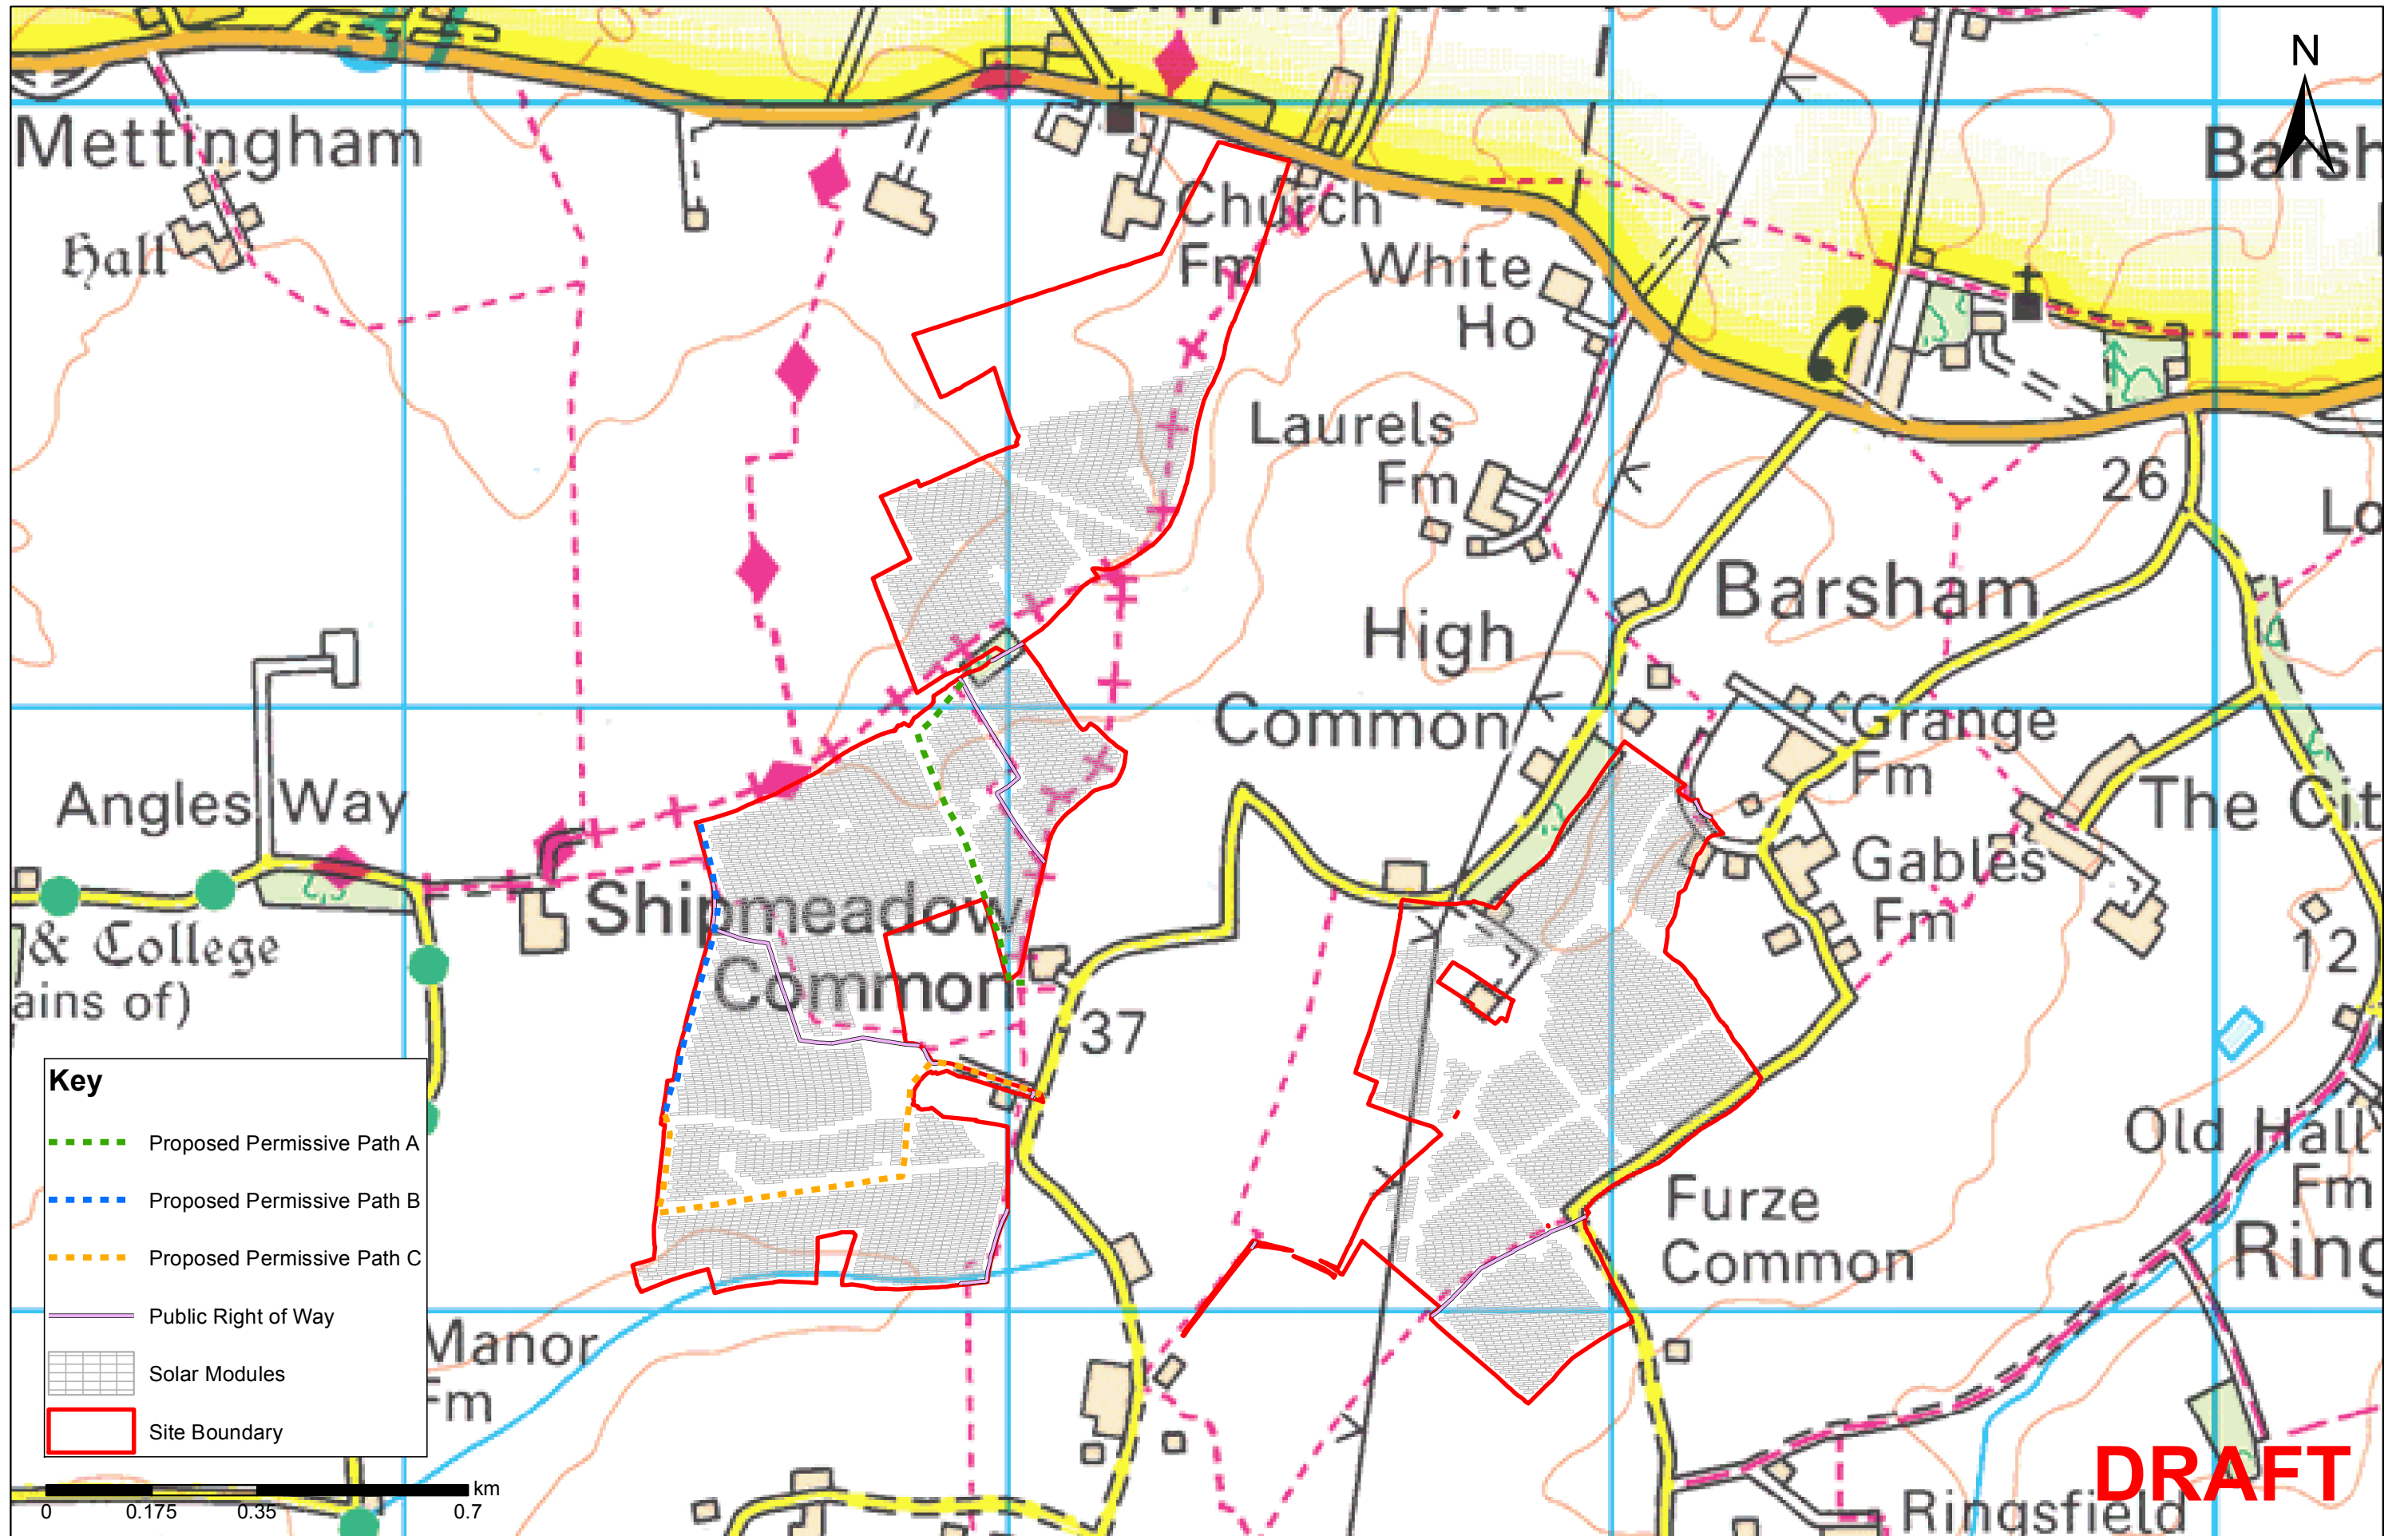 Shipmeadow
N
Mettingham
Hall
Church
Fm
White
Ho
Laurels
Fm
26
High
Common
Barsham
Grange
Fm
The Cit
Angles Way
Gables
Fm
Shipmeadow
Common
& College
ains of)
12
37
Old Hall
Fm
Furze
Common
Ring
Manor
Fm
Ringsfield
Key
Proposed Permissive Path A
Proposed Permissive Path B
Proposed Permissive Path C
Public Right of Way
Solar Modules
Site Boundary
km
0 0.175 0.35 0.7
DRAFT